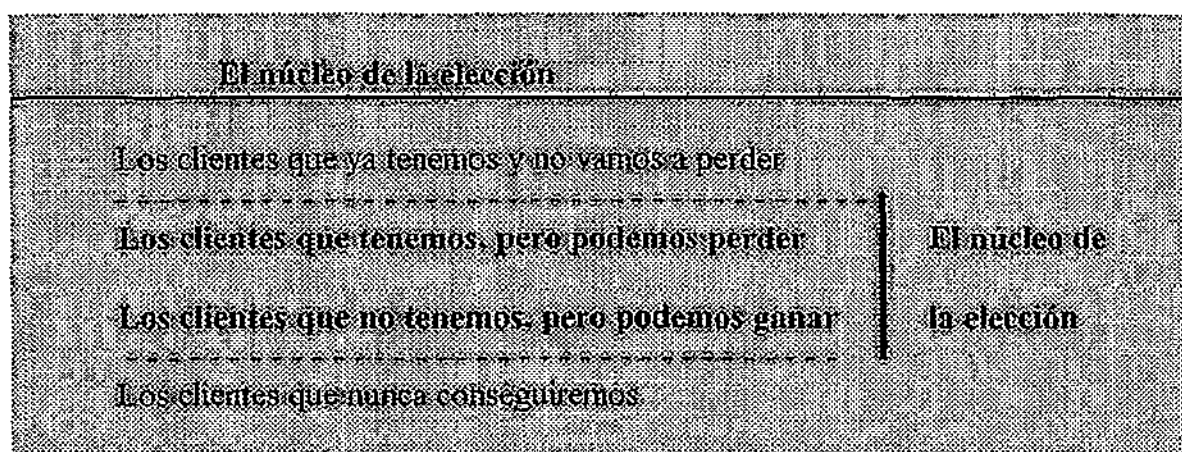 El núcleo de la elección
Los clientes que ya tenemos y no vamos a perder
Los clientes que tenemos, pero podemos perder
Los clientes que no tenemos, pero podemos ganar
El núcleo de
la elección
Los clientes que nunca conseguiremos